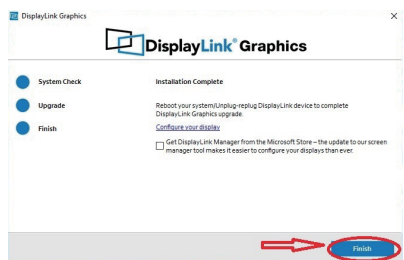 DisplayLink Graphics
DisplayLink® Graphics
System Check
Upgrade
Finish
Installation Complete
Reboot your system/Unplug-replug DisplayLink device to complete
DisplayLink Graphics upgrade
Configure your display
Get DisplayLink Manager from the Microsoft Store – the update to our screen
manager tool makes it easier to configure your displays than ever.
Finish